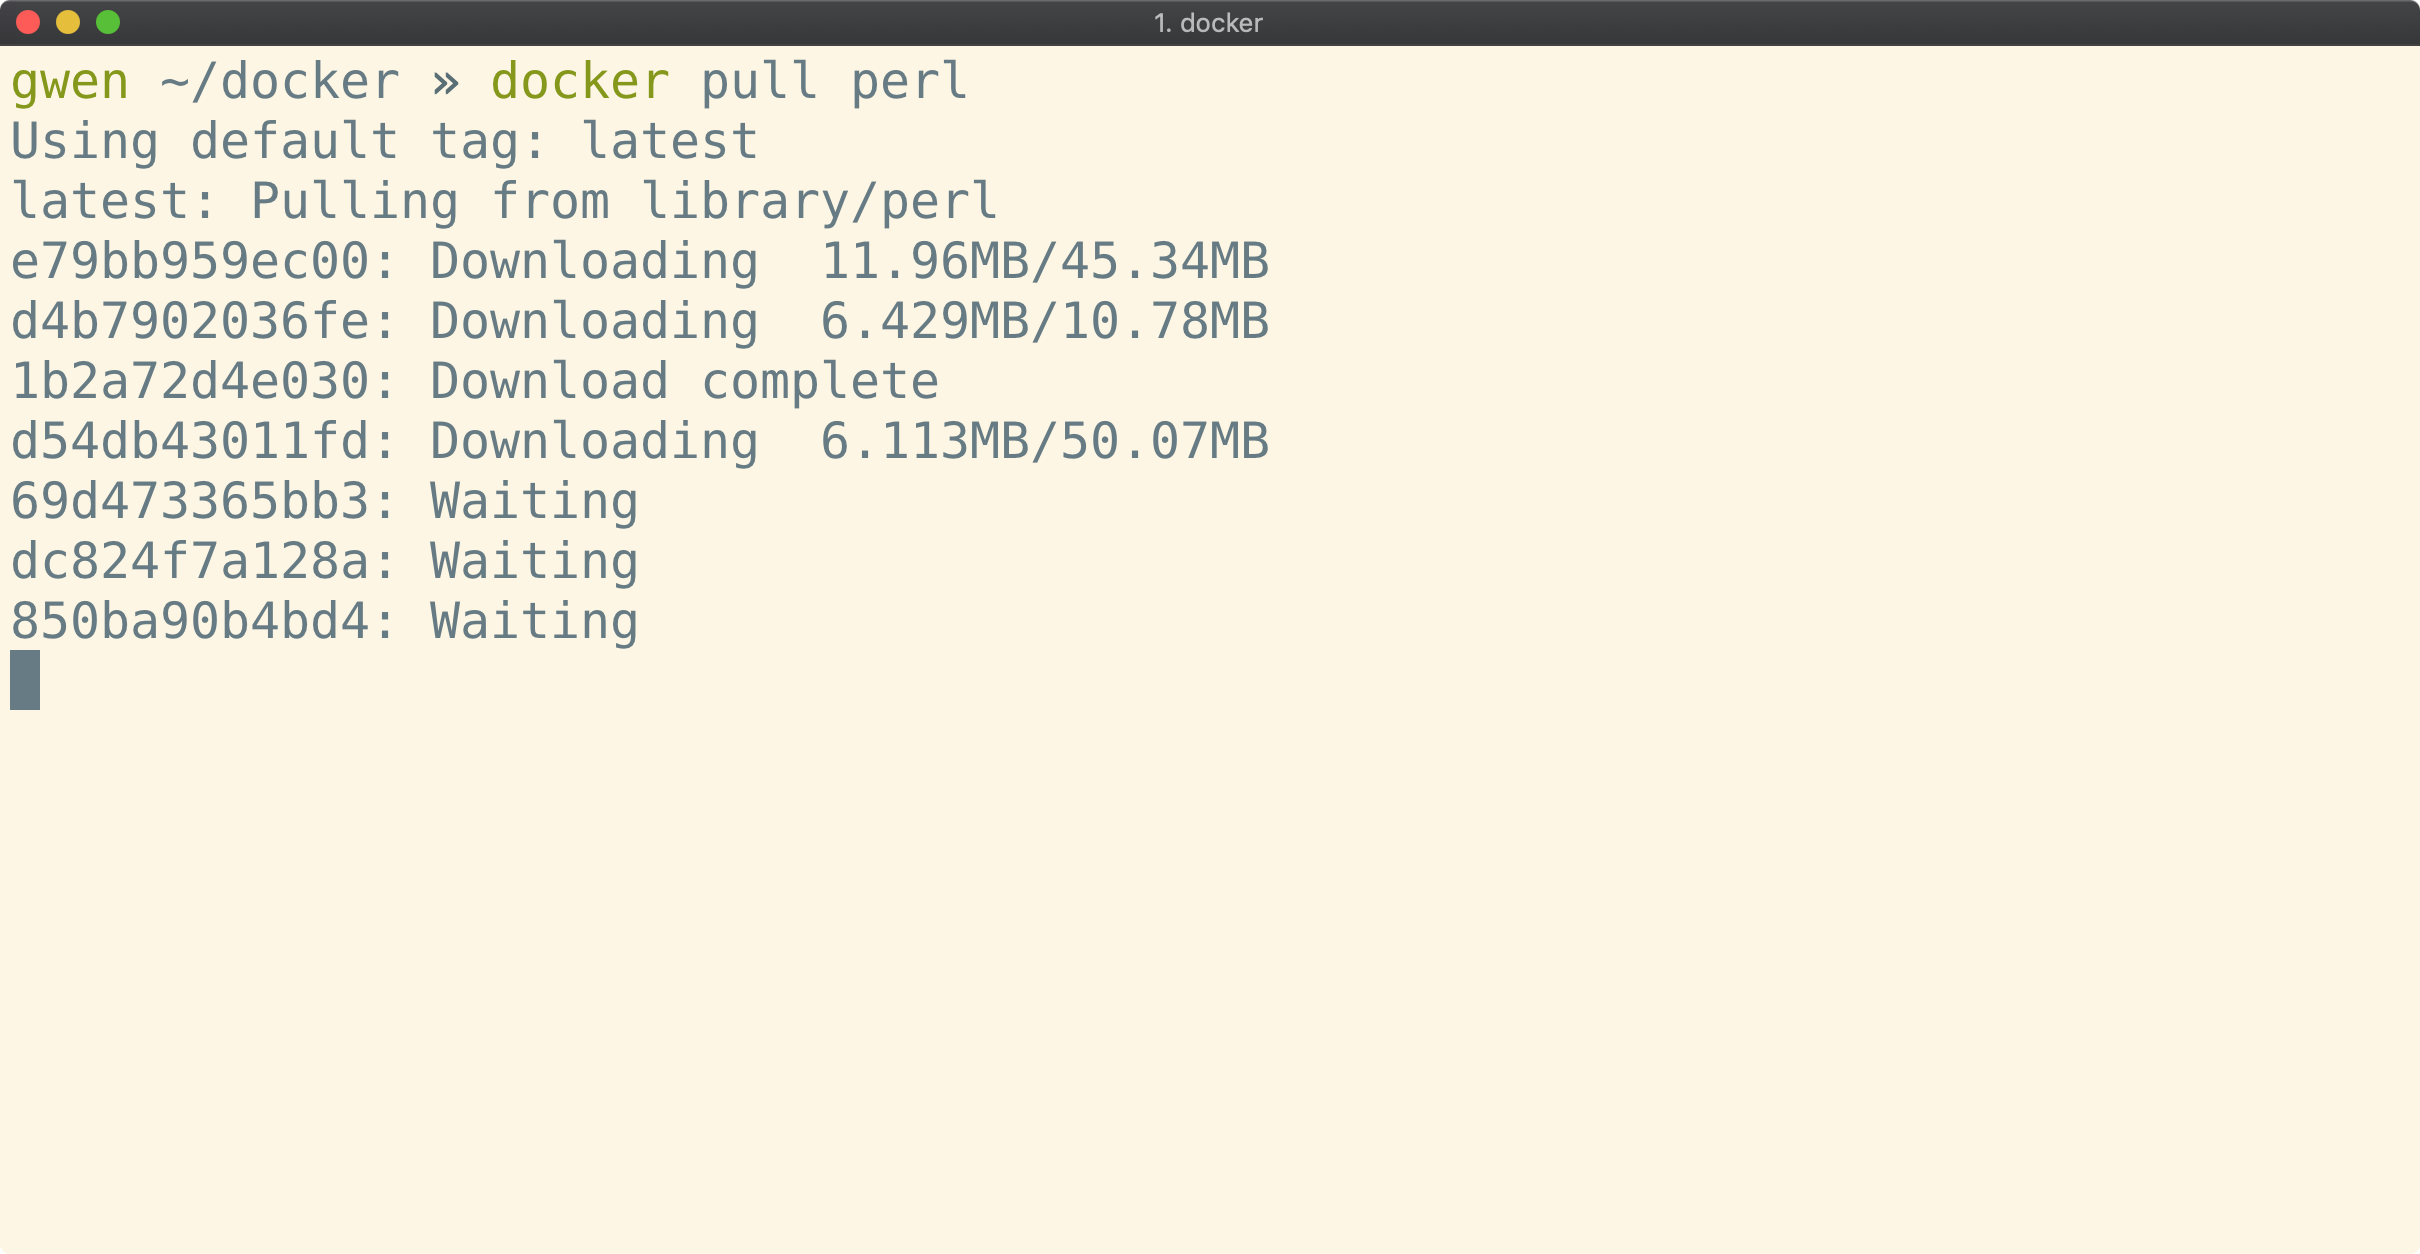 1. docker
gwen ~/docker » docker pull perl
Using default tag: latest
latest: Pulling from library/perl
e79bb959ec00: Downloading  11.96MB/45.34MB
d4b7902036fe: Downloading  6.429MB/10.78MB
1b2a72d4e030: Download complete
d54db43011fd: Downloading  6.113MB/50.07MB
69d473365bb3: Waiting
dc824f7a128a: Waiting
850ba90b4bd4: Waiting